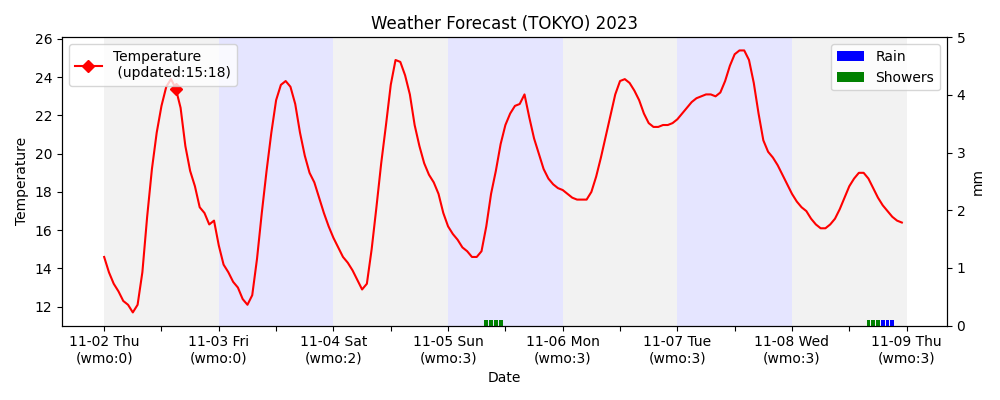 Weather Forecast (TOKYO) 2023
Temperature
(updated:15:18)
Rain
Showers
26
24
22
20
18
16
14
12
Temperature
5
4
3
2
1
0
mm
11-02 Thu
(wmo:0)
11-03 Fri
(wmo:0)
11-04 Sat
(wmo:2)
11-05 Sun
(wmo:3)
11-06 Mon
(wmo:3)
11-07 Tue
(wmo:3)
11-08 Wed
(wmo:3)
11-09 Thu
(wmo:3)
Date